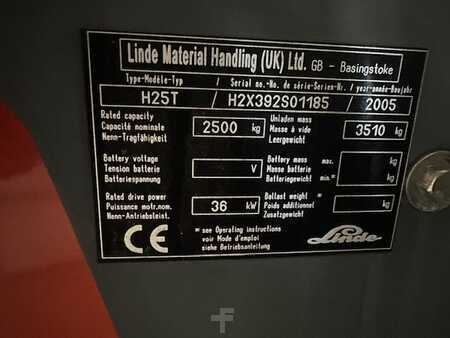 Linde Material Handling (UK) Ltd. GB - Basingstoke
Type-Modèle-Typ / Serial no.-No. de série-Serien-Nr. / year-année-Baujahr
H25T / H2X392S01185 / 2005
Rated capacity
Capacité nominale
Nenn-Tragfähigkeit
2500 kg
Unladen mass
Masse à vide
Leergewicht
3510 kg
Battery voltage
Tension batterie
Batteriespannung
V
Battery mass max.
Masse batterie
Batteriegewicht min.
kg
kg
Rated drive power
Puissance motr.nom.
Nenn-Antriebsleist.
36 kW
Ballast weight
Poids additionnel
Zusatzgewicht
kg
CE
* see Operating instructions
voir Mode d'emploi
siehe Betriebsanleitung
Linde